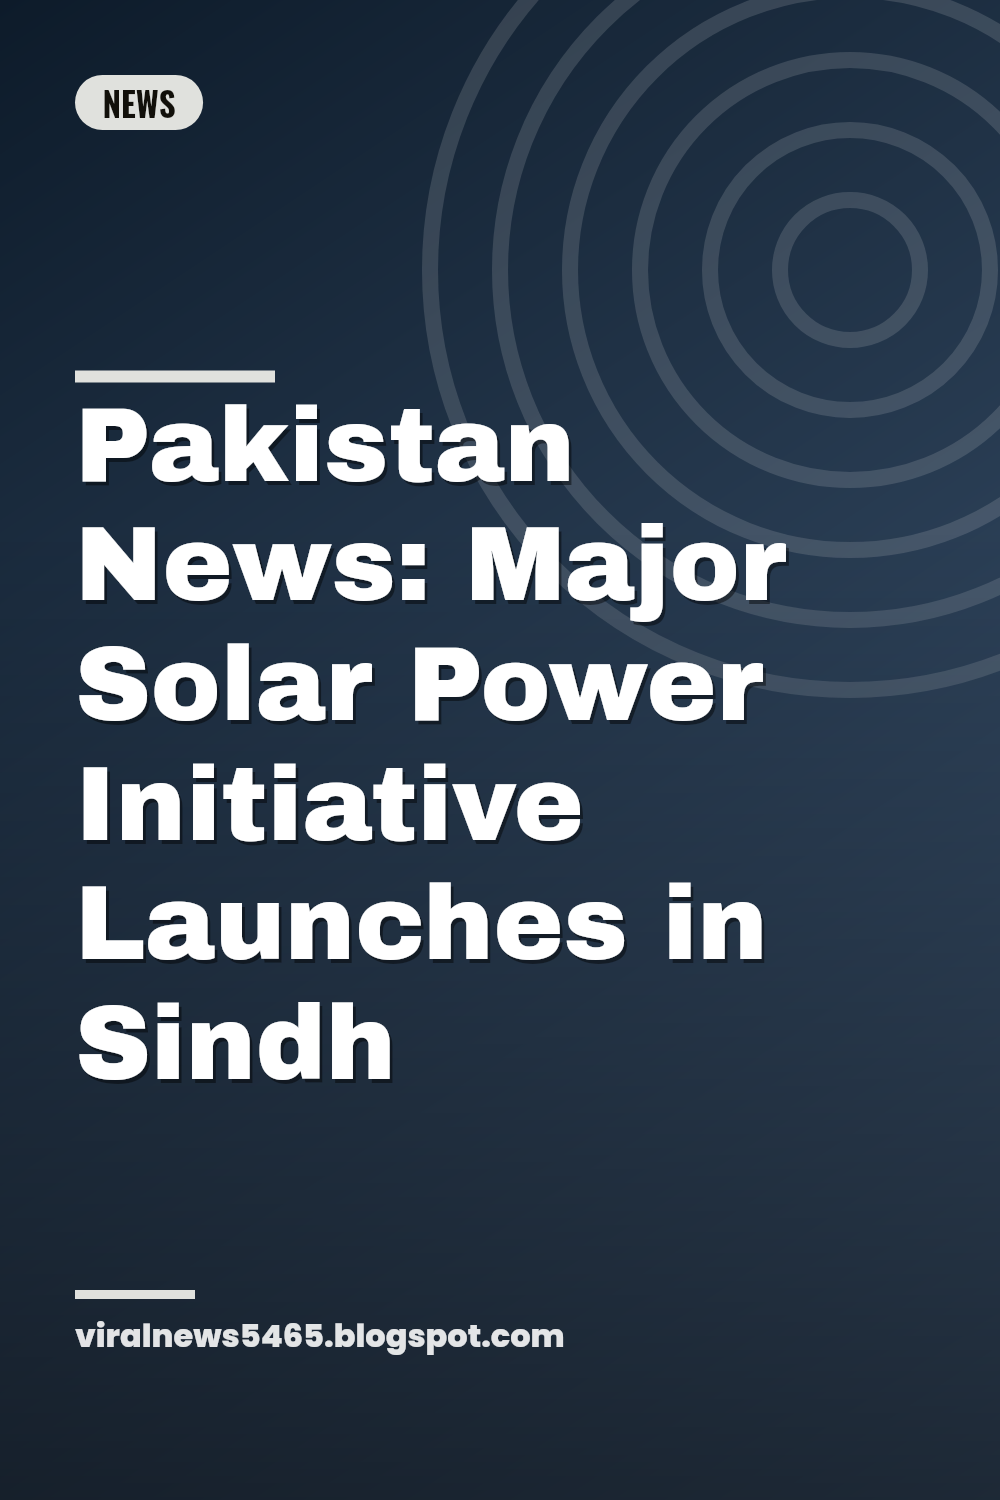 NEWS
Pakistan
News: Major
Solar Power
Initiative
Launches in
Sindh
viralnews5465.blogspot.com